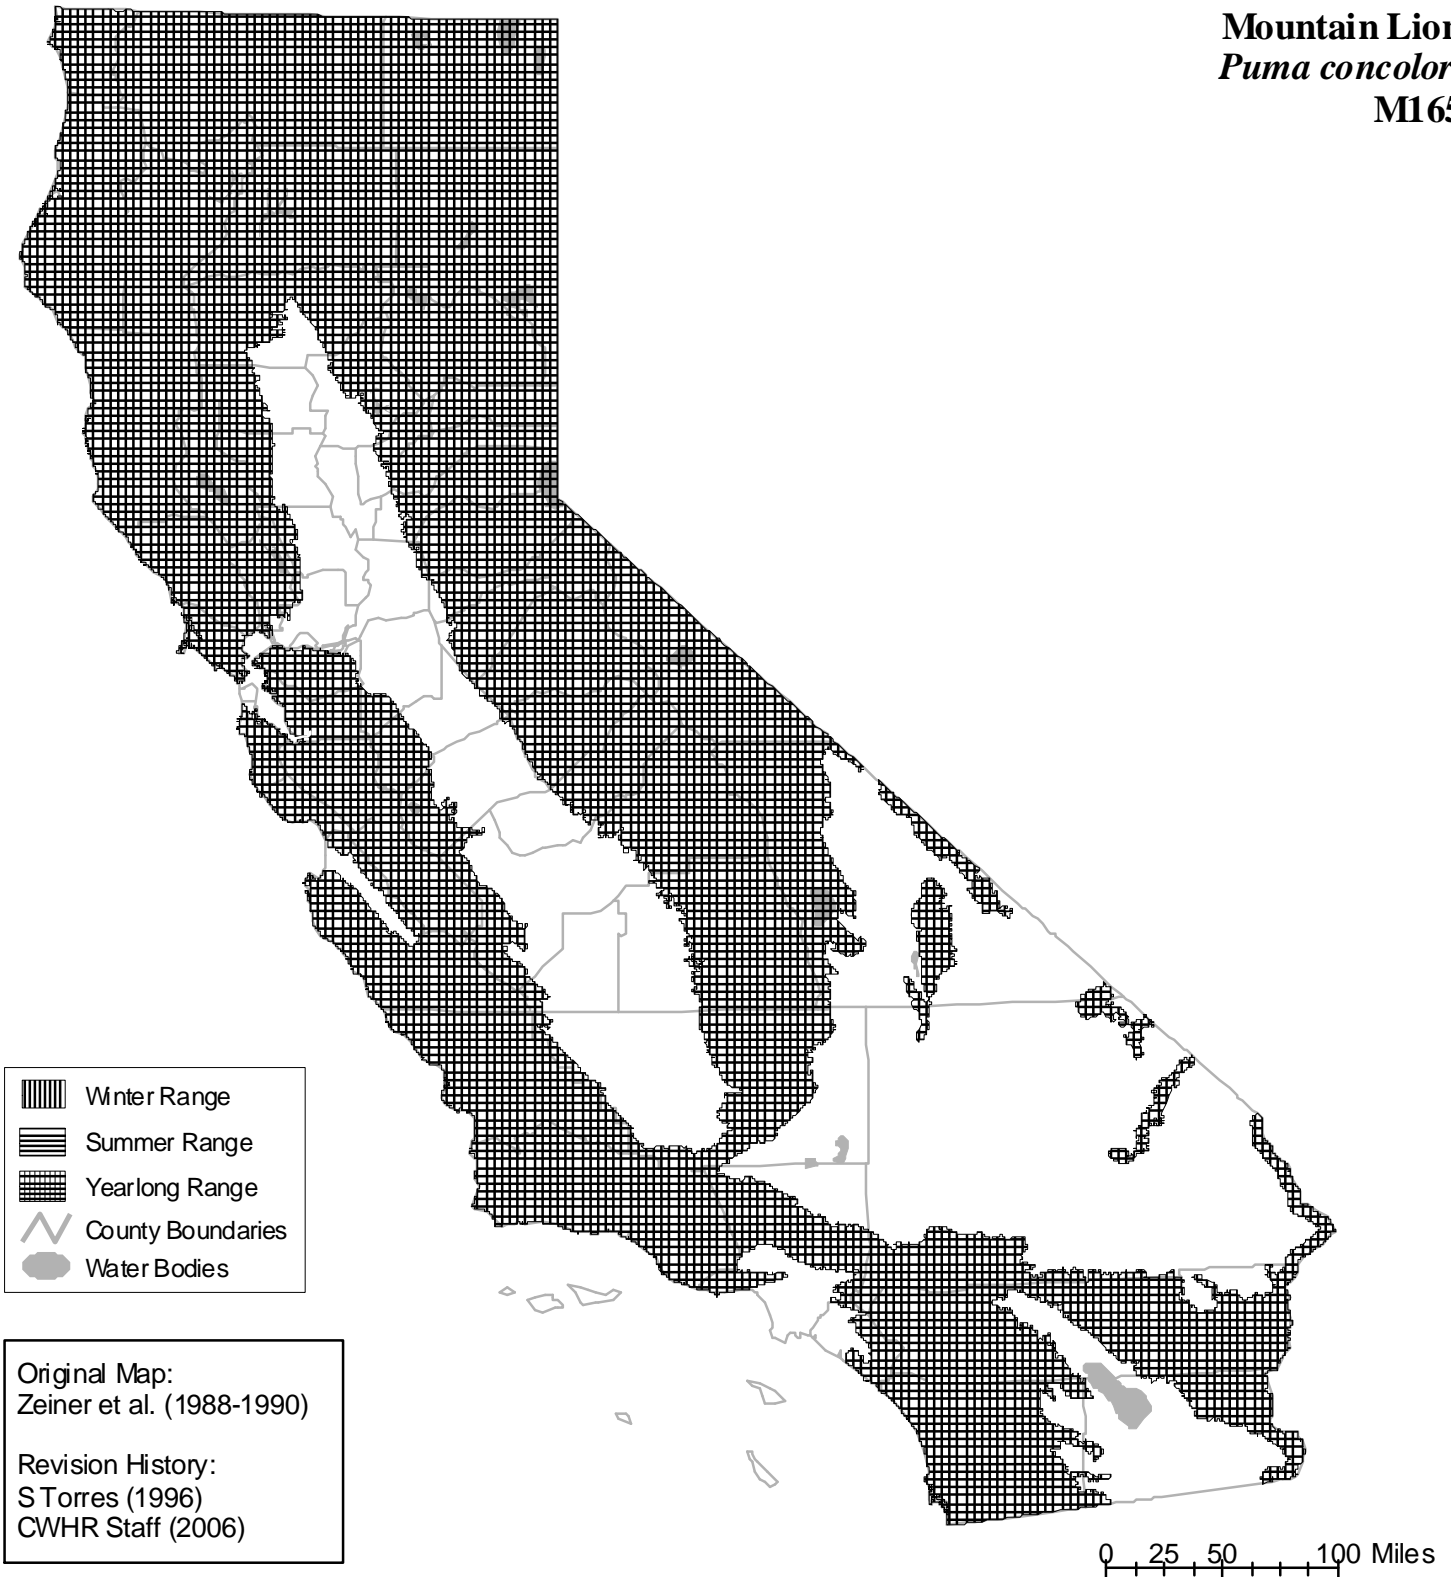 Mountain Lion
Puma concolor
M165
Winter Range
Summer Range
Yearlong Range
County Boundaries
Water Bodies
Original Map:
Zeiner et al. (1988-1990)
Revision History:
S Torres (1996)
CWHR Staff (2006)
0 25 50 100 Miles